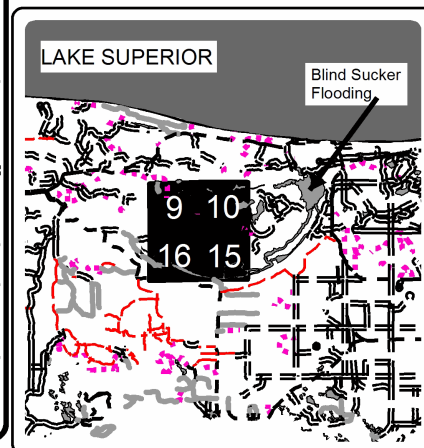 LAKE SUPERIOR
Blind Sucker
Flooding
9 10
16 15